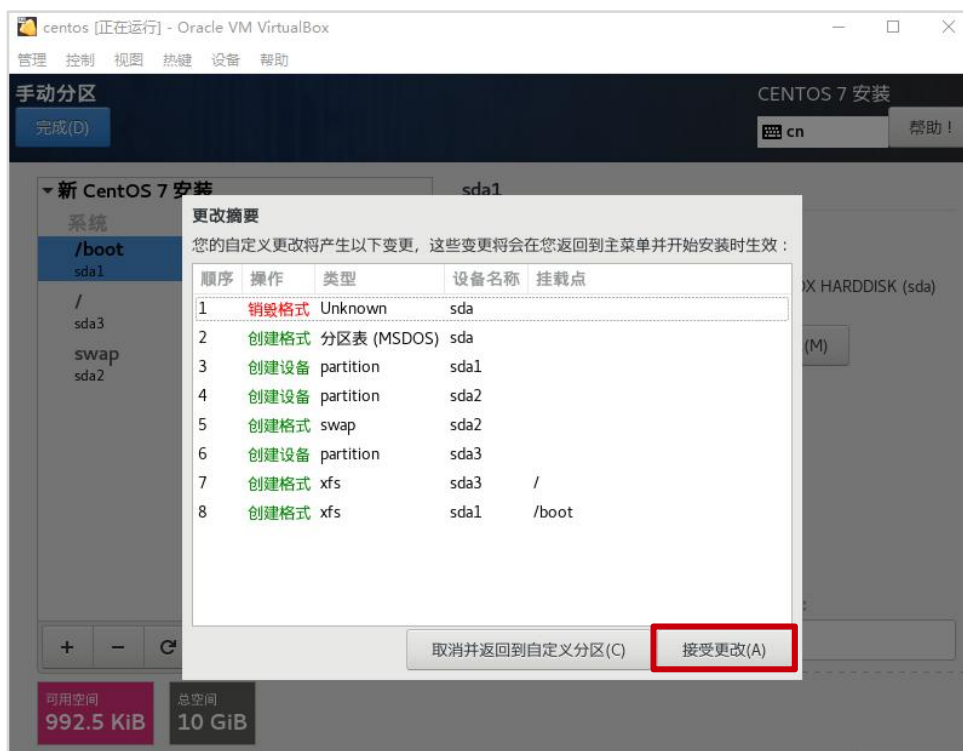 centos [正在运行] - Oracle VM VirtualBox
管理 控制 视图 热键 设备 帮助
手动分区
CENTOS 7 安装
完成(D)
cn
帮助！
新 CentOS 7 安装
sda1
系统
/boot
sda1
/
sda3
swap
sda2
更改摘要
您的自定义更改将产生以下变更，这些变更将会在您返回到主菜单并开始安装时生效：
顺序 操作 类型 设备名称 挂载点
1 销毁格式 Unknown sda
2 创建格式 分区表 (MSDOS) sda
3 创建设备 partition sda1
4 创建设备 partition sda2
5 创建格式 swap sda2
6 创建设备 partition sda3
7 创建格式 xfs sda3 /
8 创建格式 xfs sda1 /boot
OX HARDDISK (sda)
(M)
:
取消并返回到自定义分区(C)
接受更改(A)
可用空间
992.5 KiB
总空间
10 GiB